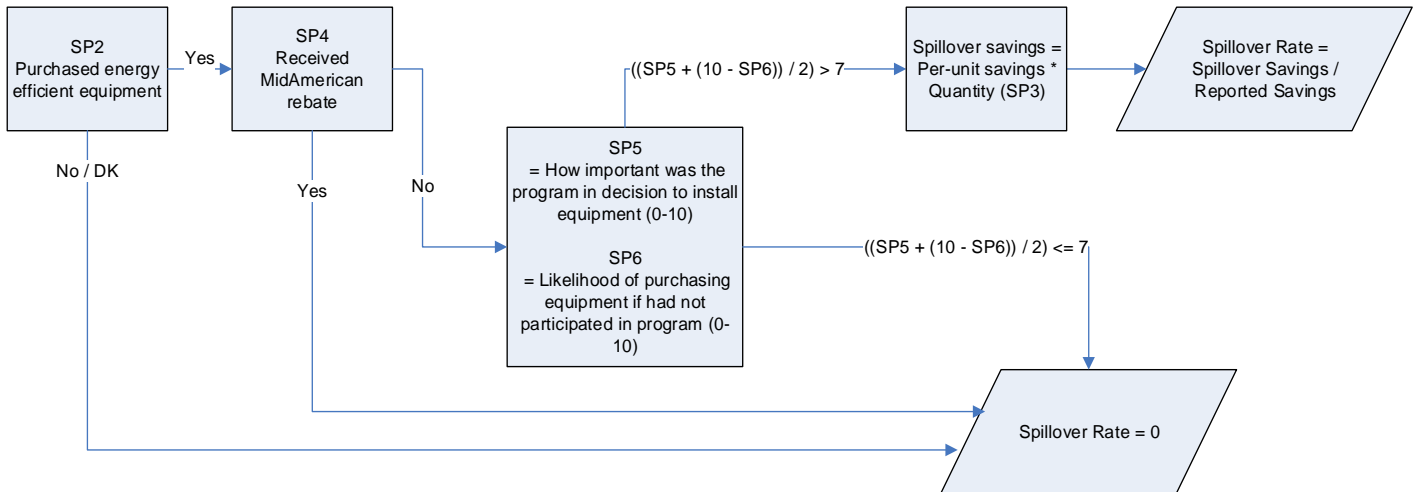 SP2
Purchased energy
efficient equipment
Yes
SP4
Received
MidAmerican
rebate
((SP5 + (10 - SP6)) / 2) > 7
Spillover savings =
Per-unit savings *
Quantity (SP3)
Spillover Rate =
Spillover Savings /
Reported Savings
No / DK
Yes
No
SP5
= How important was the
program in decision to install
equipment (0-10)
SP6
= Likelihood of purchasing
equipment if had not
participated in program (0-
10)
((SP5 + (10 - SP6)) / 2) <= 7
Spillover Rate = 0